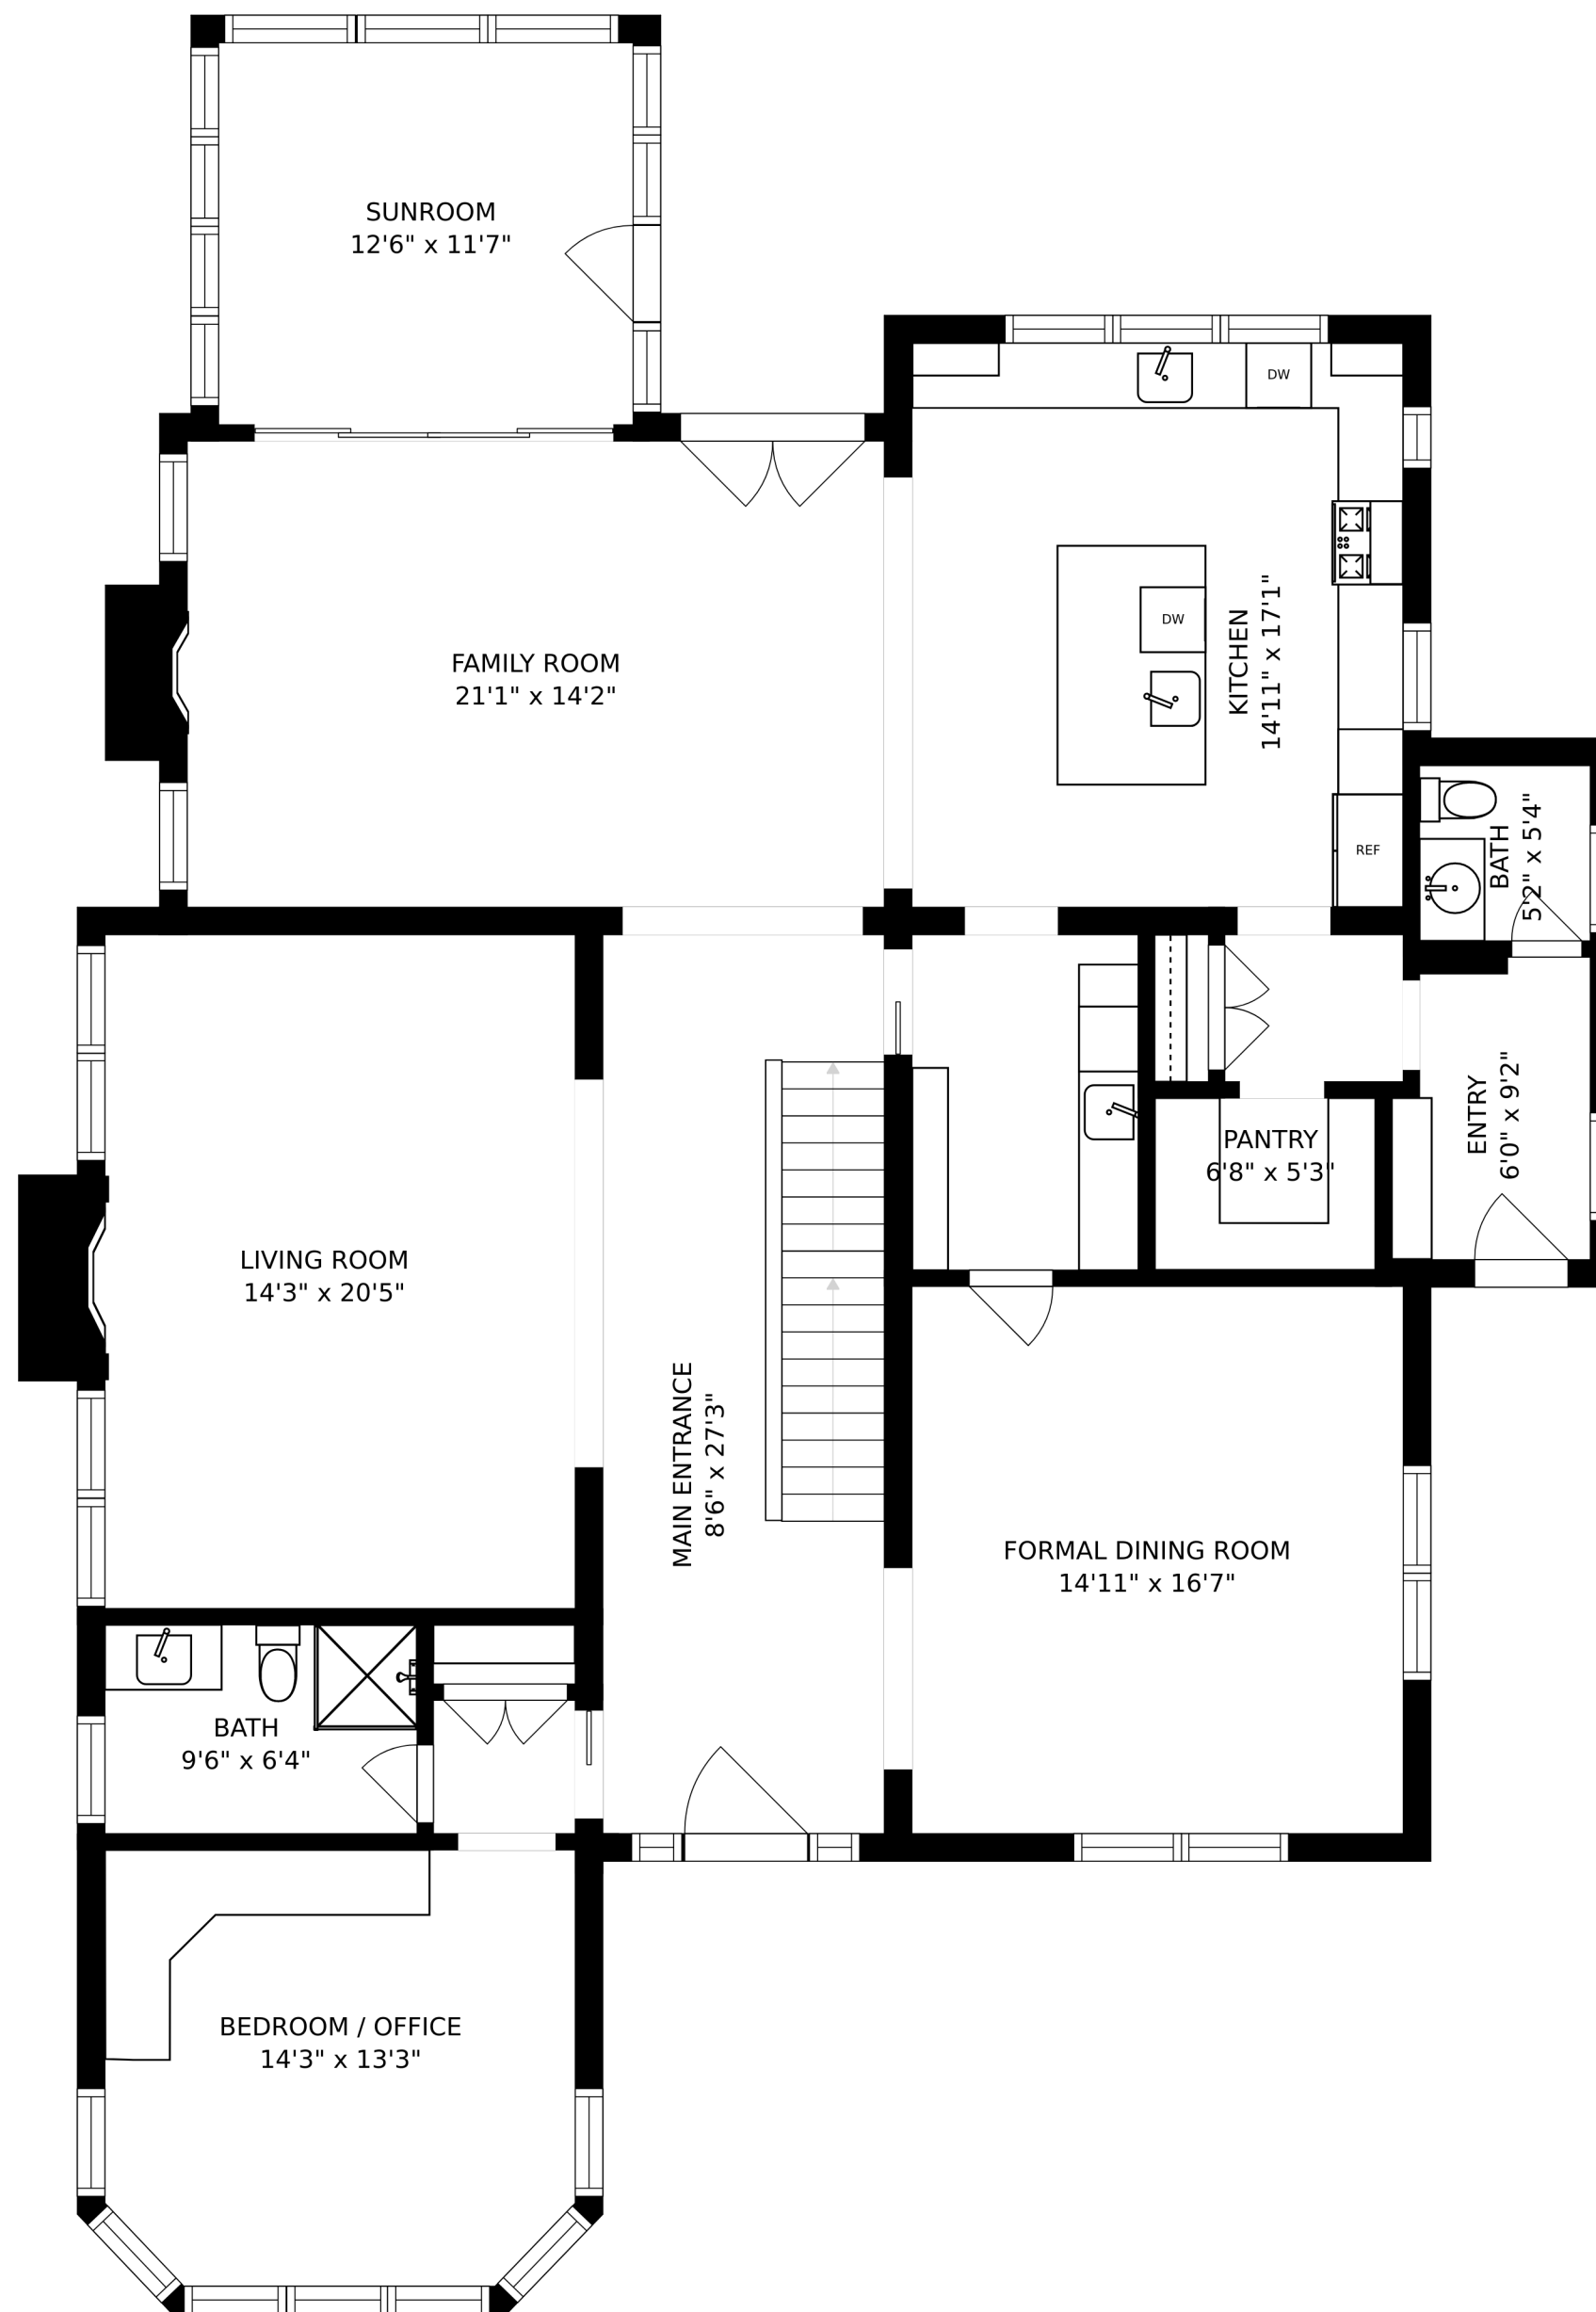 SUNROOM
12'6" x 11'7"
DW
FAMILY ROOM
21'1" x 14'2"
DW
KITCHEN
14'11" x 17'1"
REF
BATH
5'2" x 5'4"
PANTRY
6'8" x 5'3"
ENTRY
6'0" x 9'2"
LIVING ROOM
14'3" x 20'5"
MAIN ENTRANCE
8'6" x 27'3"
FORMAL DINING ROOM
14'11" x 16'7"
BATH
9'6" x 6'4"
BEDROOM / OFFICE
14'3" x 13'3"